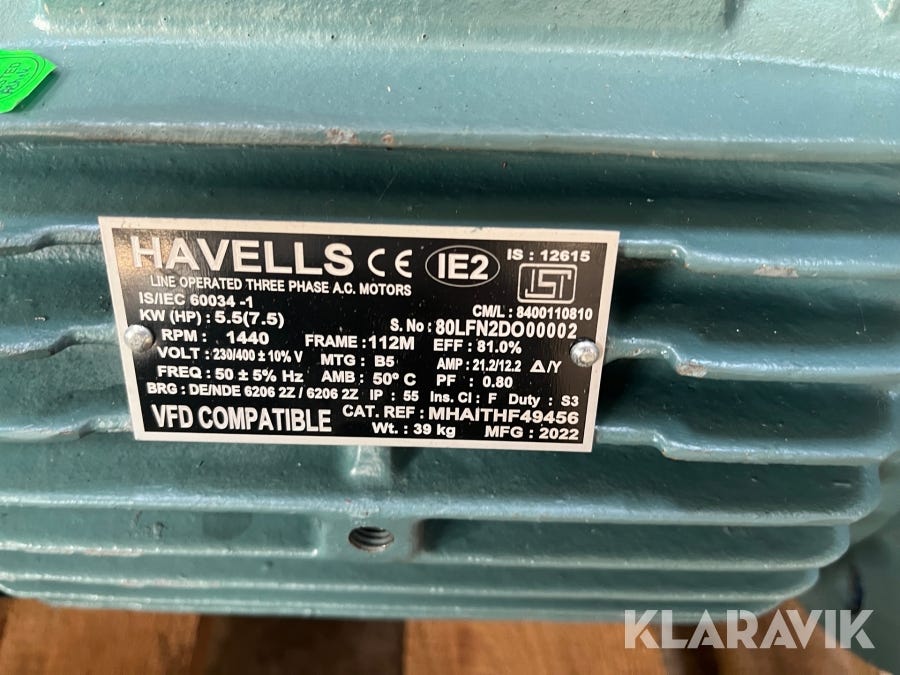 HAVELLS CE IE2 IS : 12615
LINE OPERATED THREE PHASE A.C. MOTORS
ISI
IS/IEC 60034 -1
CM/L : 8400110810
KW (HP) : 5.5(7.5)
S. No : 80LFN2DO00002
RPM : 1440 FRAME : 112M EFF : 81.0%
VOLT : 230/400 ± 10% V MTG : B5 AMP : 21.2/12.2 Δ/Y
FREQ : 50 ± 5% Hz AMB : 50° C PF : 0.80
BRG : DE/NDE 6206 2Z / 6206 2Z IP : 55 Ins. Cl : F Duty : S3
VFD COMPATIBLE CAT. REF : MHAITHF49456
Wt. : 39 kg MFG : 2022
KLARAVIK